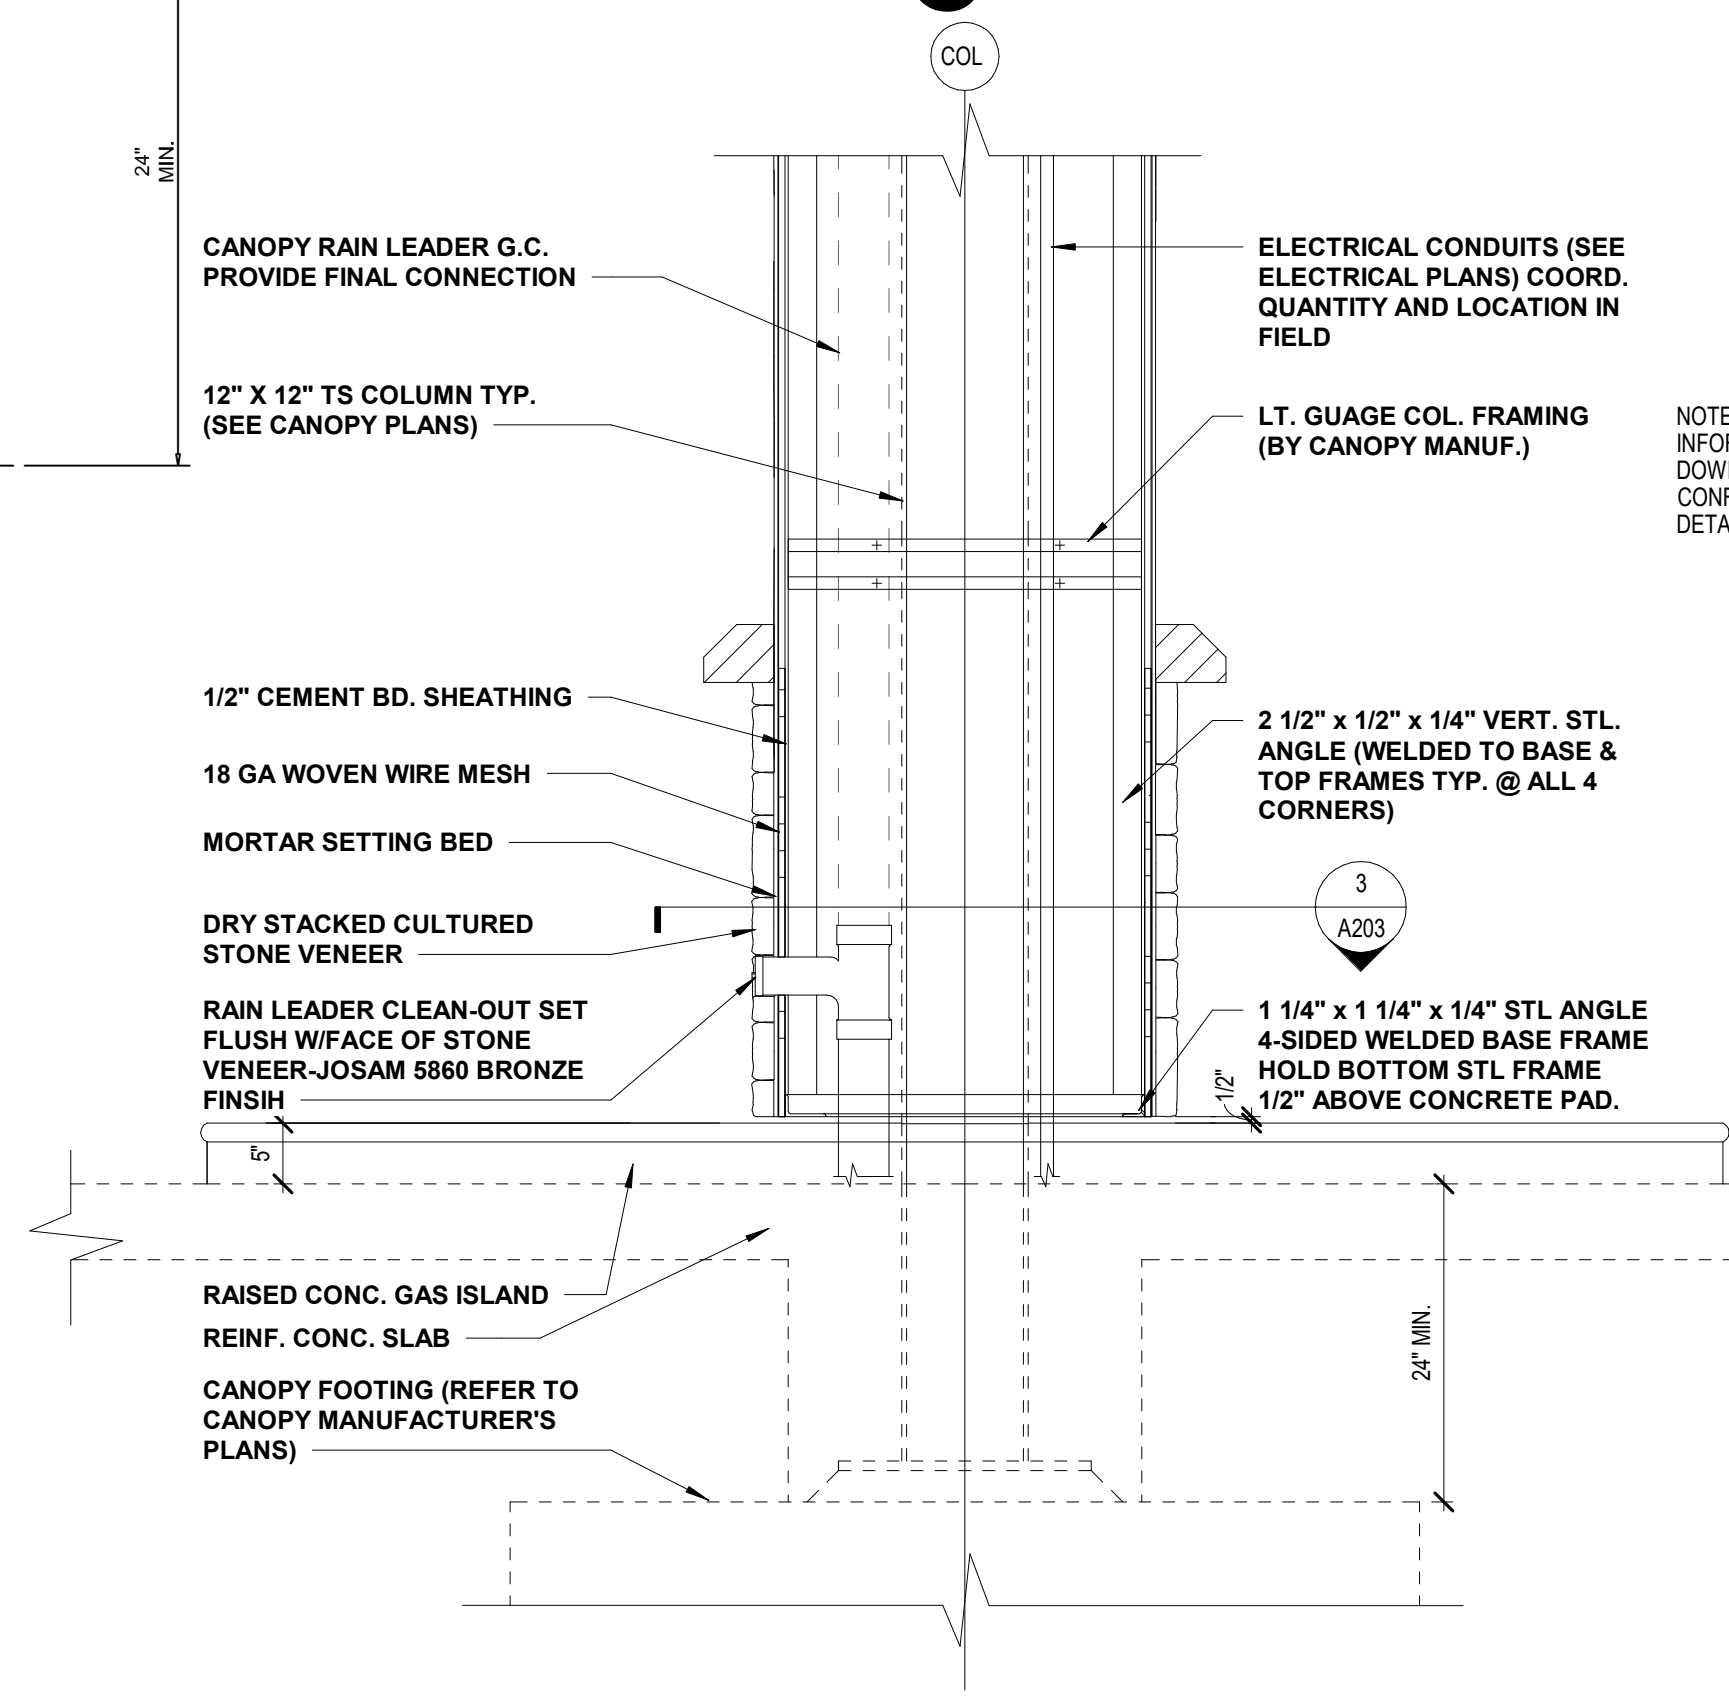 COL
24"
MIN.
CANOPY RAIN LEADER G.C.
PROVIDE FINAL CONNECTION
12" X 12" TS COLUMN TYP.
(SEE CANOPY PLANS)
1/2" CEMENT BD. SHEATHING
18 GA WOVEN WIRE MESH
MORTAR SETTING BED
DRY STACKED CULTURED
STONE VENEER
RAIN LEADER CLEAN-OUT SET
FLUSH W/FACE OF STONE
VENEER-JOSAM 5860 BRONZE
FINSIH
5"
RAISED CONC. GAS ISLAND
REINF. CONC. SLAB
CANOPY FOOTING (REFER TO
CANOPY MANUFACTURER'S
PLANS)
ELECTRICAL CONDUITS (SEE
ELECTRICAL PLANS) COORD.
QUANTITY AND LOCATION IN
FIELD
LT. GUAGE COL. FRAMING
(BY CANOPY MANUF.)
2 1/2" x 1/2" x 1/4" VERT. STL.
ANGLE (WELDED TO BASE &
TOP FRAMES TYP. @ ALL 4
CORNERS)
3
A203
1 1/4" x 1 1/4" x 1/4" STL ANGLE
4-SIDED WELDED BASE FRAME
HOLD BOTTOM STL FRAME
1/2" ABOVE CONCRETE PAD.
1/2"
24" MIN.